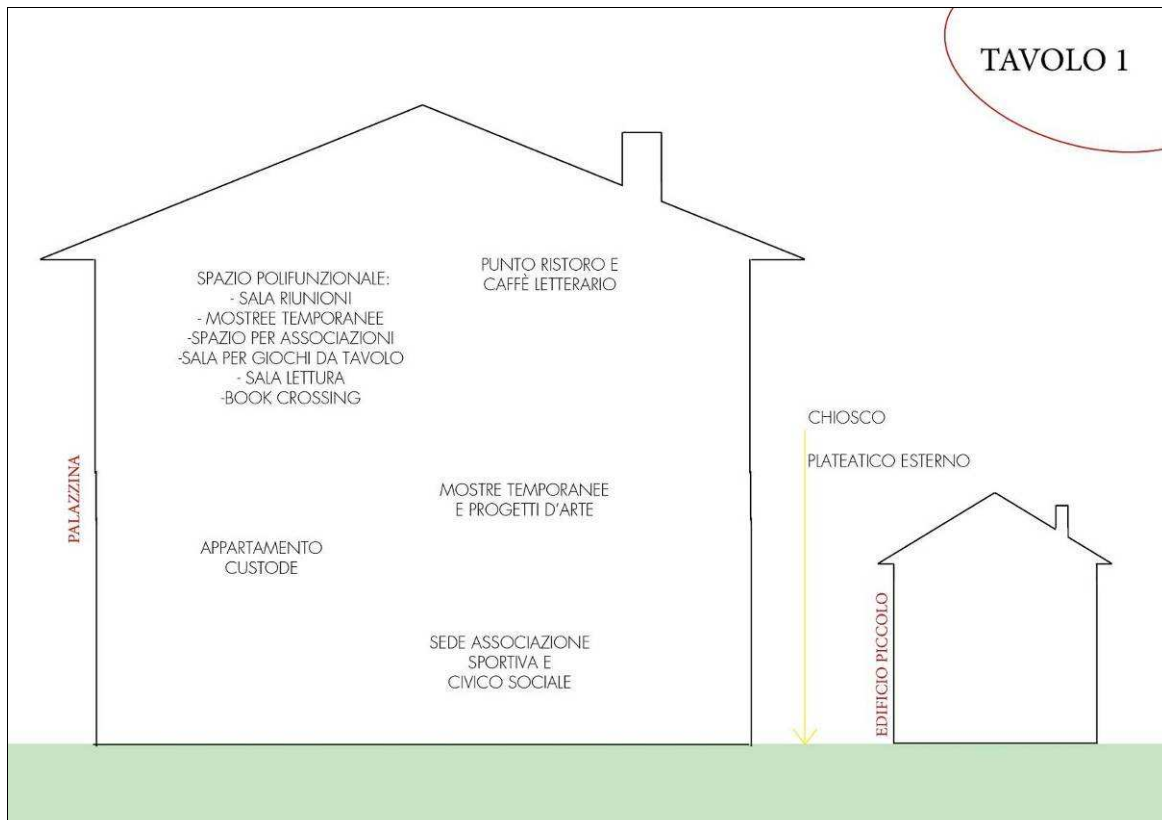 TAVOLO 1
SPAZIO POLIFUNZIONALE:
- SALA RIUNIONI
- MOSTREE TEMPORANEE
-SPAZIO PER ASSOCIAZIONI
-SALA PER GIOCHI DA TAVOLO
- SALA LETTURA
-BOOK CROSSING
PUNTO RISTORO E
CAFFÈ LETTERARIO
CHIOSCO
PLATEATICO ESTERNO
PALAZZINA
MOSTRE TEMPORANEE
E PROGETTI D'ARTE
APPARTAMENTO
CUSTODE
SEDE ASSOCIAZIONE
SPORTIVA E
CIVICO SOCIALE
EDIFICIO PICCOLO